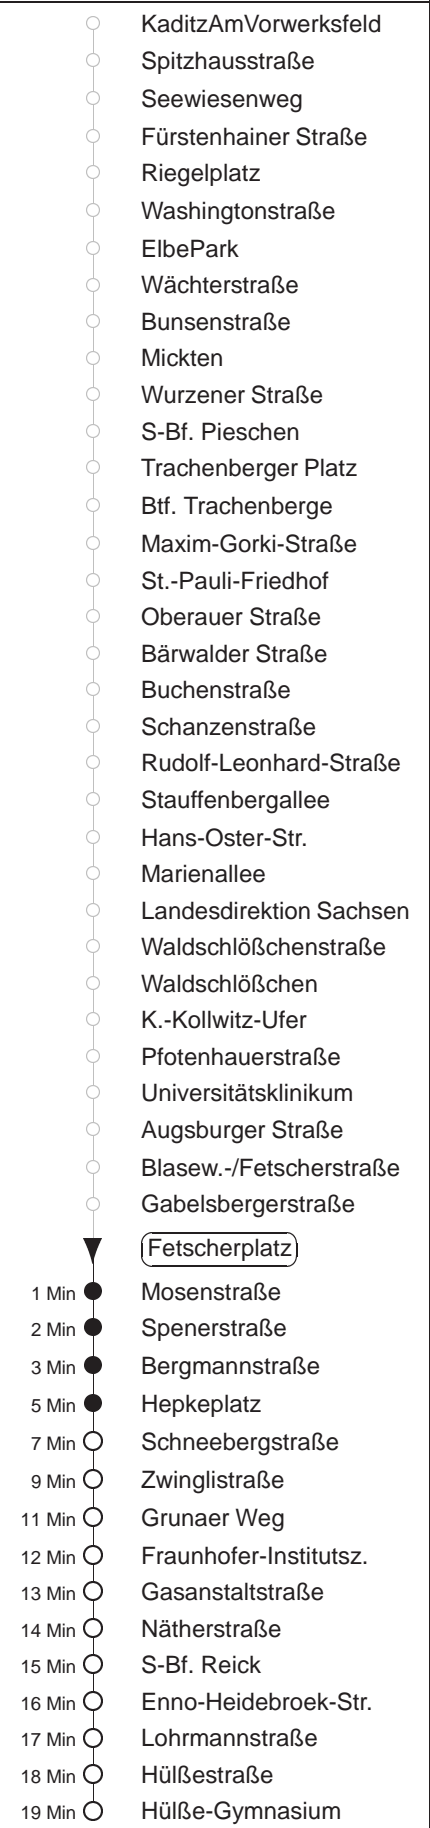 KaditzAmVorwerksfeld
Spitzhausstraße
Seewiesenweg
Fürstenhainer Straße
Riegelplatz
Washingtonstraße
ElbePark
Wächterstraße
Bunsenstraße
Mickten
Wurzener Straße
S-Bf. Pieschen
Trachenberger Platz
Btf. Trachenberge
Maxim-Gorki-Straße
St.-Pauli-Friedhof
Oberauer Straße
Bärwalder Straße
Buchenstraße
Schanzenstraße
Rudolf-Leonhard-Straße
Stauffenbergallee
Hans-Oster-Str.
Marienallee
Landesdirektion Sachsen
Waldschlößchenstraße
Waldschlößchen
K.-Kollwitz-Ufer
Pfotenhauerstraße
Universitätsklinikum
Augsburger Straße
Blasew.-/Fetscherstraße
Gabelsbergerstraße
Fetscherplatz
1 Min Mosenstraße
2 Min Spenerstraße
3 Min Bergmannstraße
5 Min Hepkeplatz
7 Min Schneebergstraße
9 Min Zwinglistraße
11 Min Grunaer Weg
12 Min Fraunhofer-Institutsz.
13 Min Gasanstaltstraße
14 Min Nätherstraße
15 Min S-Bf. Reick
16 Min Enno-Heidebroek-Str.
17 Min Lohrmannstraße
18 Min Hülßestraße
19 Min Hülße-Gymnasium